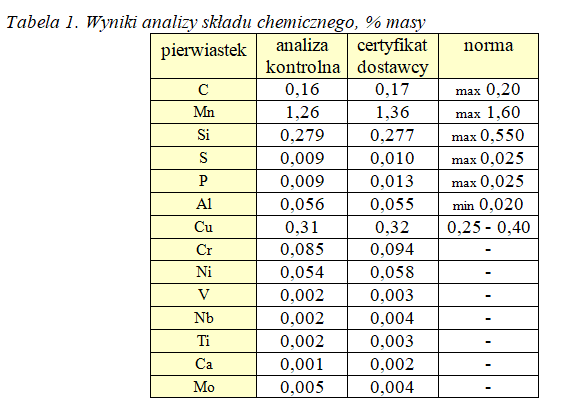 Tabela 1. Wyniki analizy składu chemicznego, % masy
pierwiastek analiza kontrolna certyfikat dostawcy norma
C 0,16 0,17 max 0,20
Mn 1,26 1,36 max 1,60
Si 0,279 0,277 max 0,550
S 0,009 0,010 max 0,025
P 0,009 0,013 max 0,025
Al 0,056 0,055 min 0,020
Cu 0,31 0,32 0,25 - 0,40
Cr 0,085 0,094 -
Ni 0,054 0,058 -
V 0,002 0,003 -
Nb 0,002 0,004 -
Ti 0,002 0,003 -
Ca 0,001 0,002 -
Mo 0,005 0,004 -